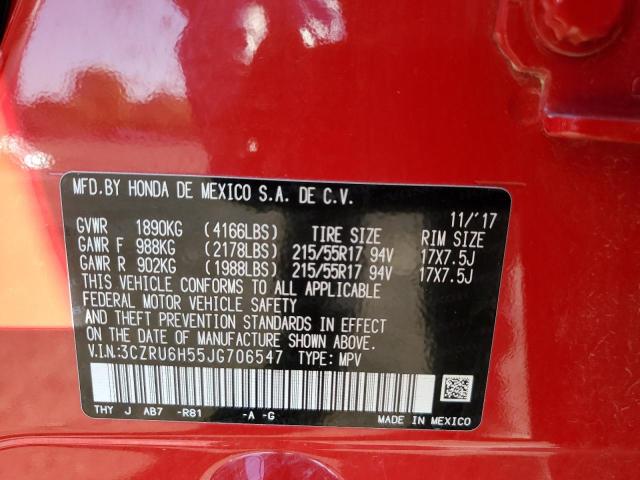 MFD.BY HONDA DE MEXICO S.A. DE C.V.
11/'17
GVWR 1890KG (4166LBS) TIRE SIZE RIM SIZE
GAWR F 988KG (2178LBS) 215/55R17 94V 17X7.5J
GAWR R 902KG (1988LBS) 215/55R17 94V 17X7.5J
THIS VEHICLE CONFORMS TO ALL APPLICABLE
FEDERAL MOTOR VEHICLE SAFETY
AND THEFT PREVENTION STANDARDS IN EFFECT
ON THE DATE OF MANUFACTURE SHOWN ABOVE.
V.I.N:3CZRU6H55JG706547 TYPE: MPV
THY J AB7 -R81 -A -G
MADE IN MEXICO